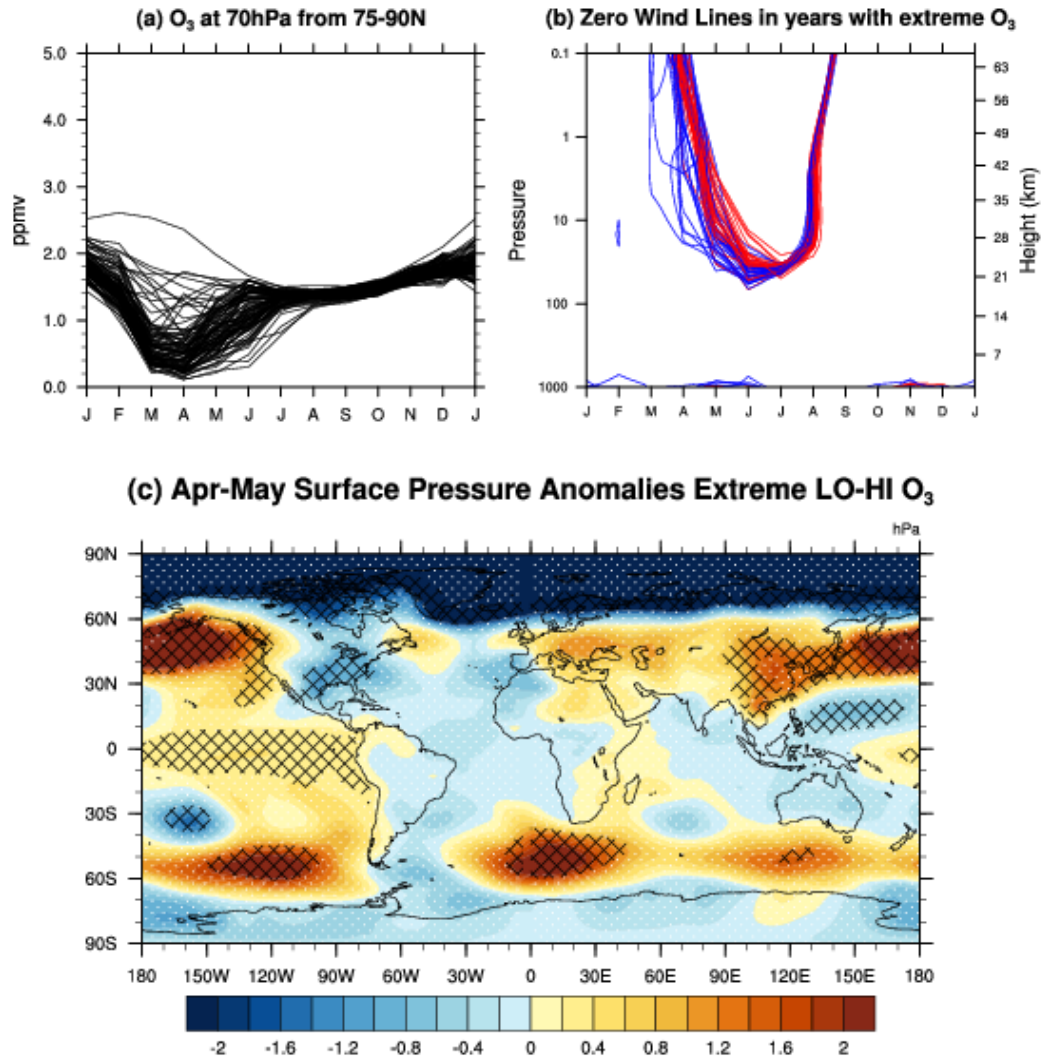 (a) O₃ at 70hPa from 75-90N
(b) Zero Wind Lines in years with extreme O₃
5.0
4.0
3.0
2.0
1.0
0.0
ppmv
J F M A M J J A S O N D J
0.1
1
10
100
1000
Pressure
63
56
49
42
35
28
21
14
7
Height (km)
J F M A M J J A S O N D J
(c) Apr-May Surface Pressure Anomalies Extreme LO-HI O₃
hPa
90N
60N
30N
0
30S
60S
90S
180 150W 120W 90W 60W 30W 0 30E 60E 90E 120E 150E 180
-2 -1.6 -1.2 -0.8 -0.4 0 0.4 0.8 1.2 1.6 2